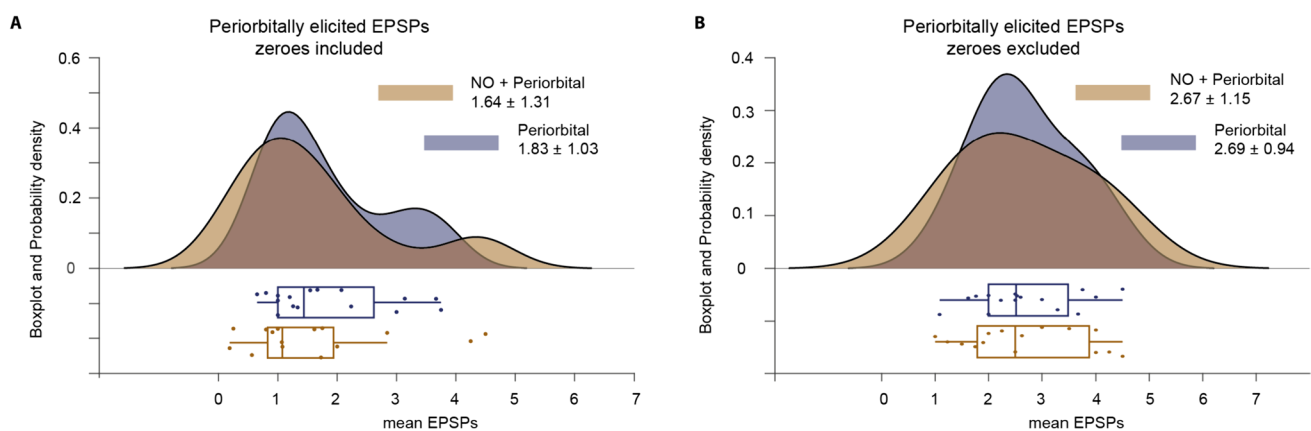 A
Periorbitally elicited EPSPs
zeroes included
0.6
0.4
0.2
0
Boxplot and Probability density
NO + Periorbital
1.64 ± 1.31
Periorbital
1.83 ± 1.03
0 1 2 3 4 5 6 7
mean EPSPs
B
Periorbitally elicited EPSPs
zeroes excluded
0.4
0.3
0.2
0.1
0
Boxplot and Probability density
NO + Periorbital
2.67 ± 1.15
Periorbital
2.69 ± 0.94
0 1 2 3 4 5 6 7
mean EPSPs